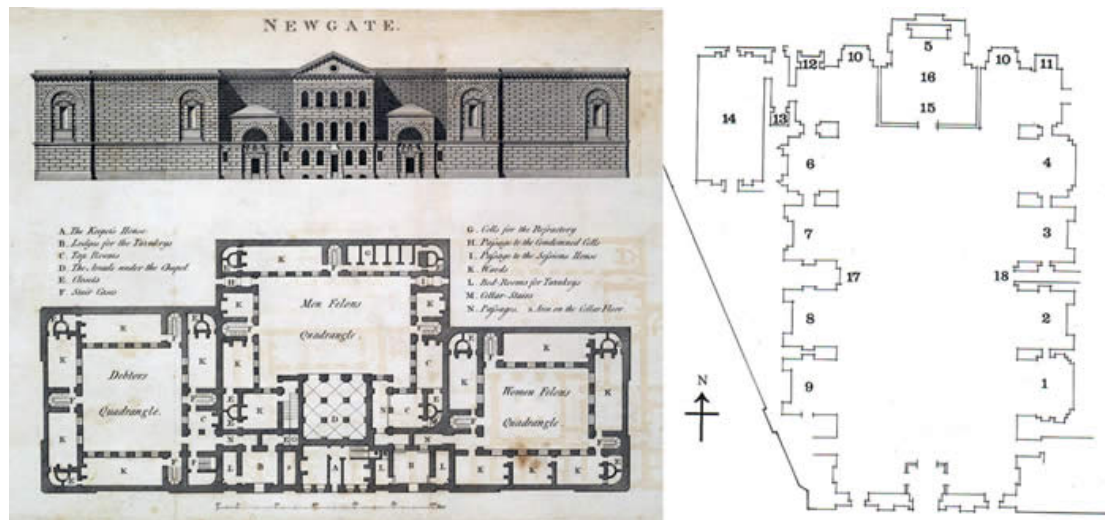 NEWGATE.
A. The Keeper's House
B. Lodges for the Turnkeys
C. Tap Rooms
D. The Arcade under the Chapel
E. Closets
F. Stair Cases
G. Cells for the Refractory
H. Passage to the Condemned Cells
I. Passage to the Sessions House
K. Wards
L. Bed-Rooms for Turnkeys
M. Cellar-Stairs
N. Passages.
Men Felons
Quadrangle
Debtors
Quadrangle.
Women Felons
Quadrangle
5
10
10
11
12
16
15
14
13
6
4
7
3
17
18
8
2
9
1
N